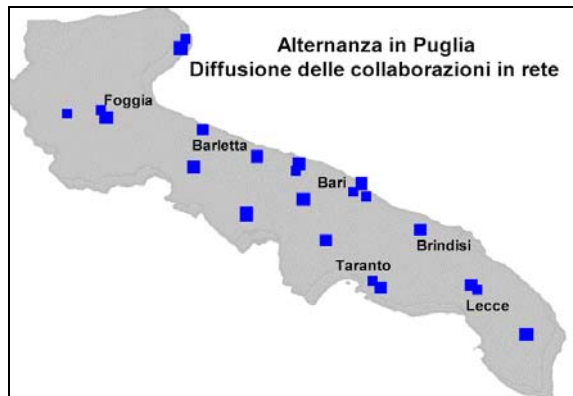 Alternanza in Puglia
Diffusione delle collaborazioni in rete
Foggia
Barletta
Bari
Brindisi
Taranto
Lecce